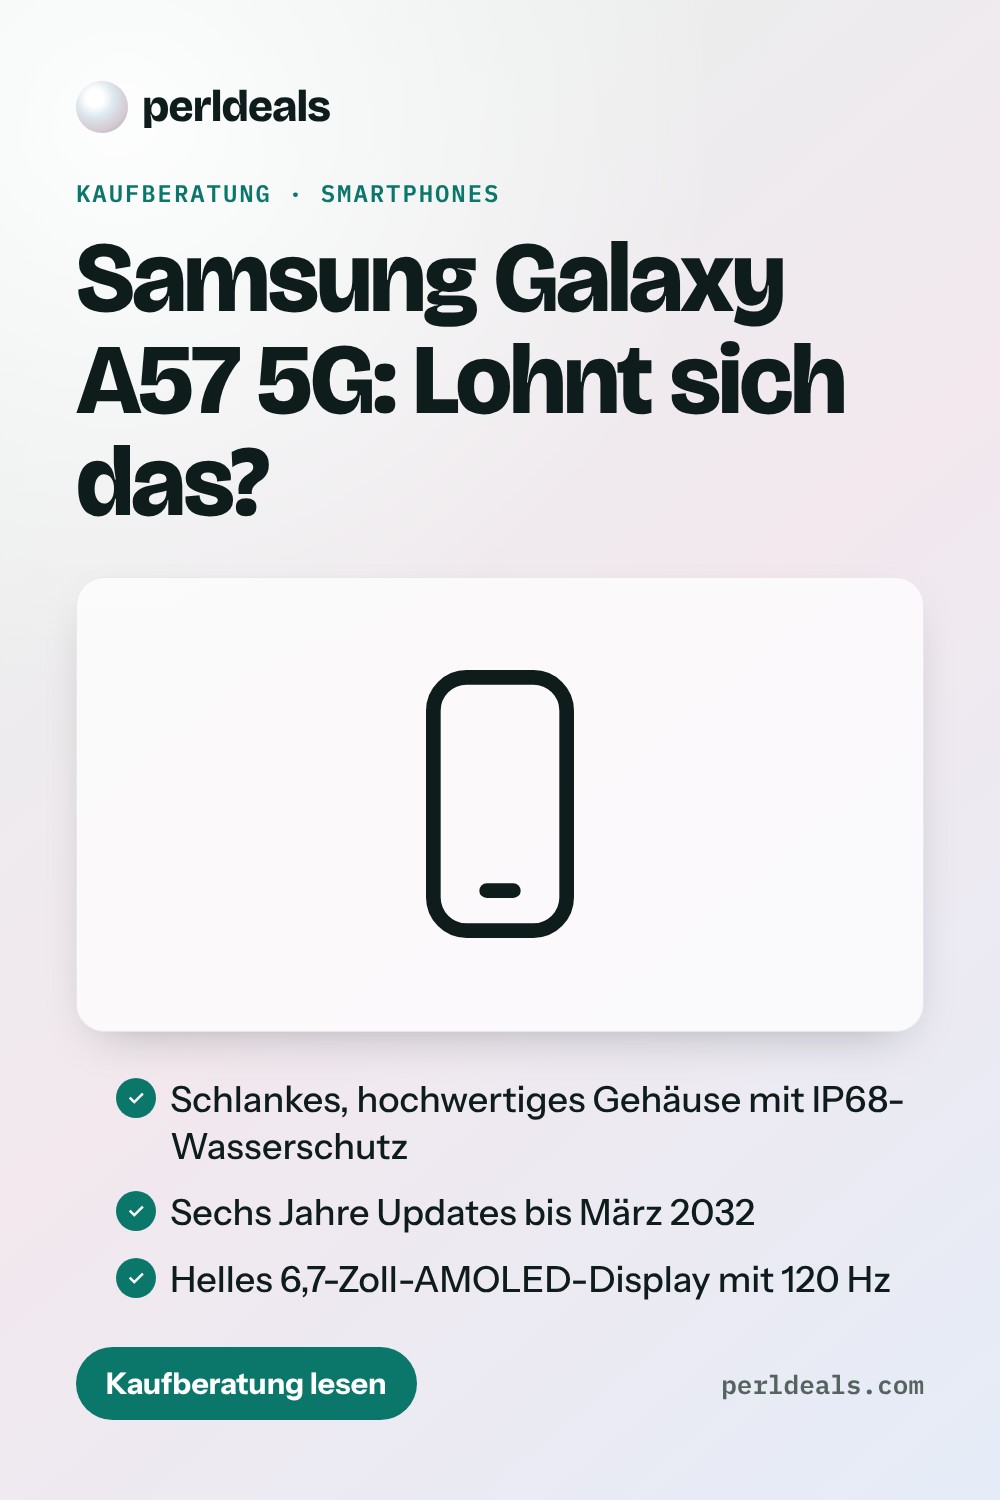 perldeals
KAUFBERATUNG · SMARTPHONES
Samsung Galaxy
A57 5G: Lohnt sich
das?
Schlankes, hochwertiges Gehäuse mit IP68-
Wasserschutz
Sechs Jahre Updates bis März 2032
Helles 6,7-Zoll-AMOLED-Display mit 120 Hz
Kaufberatung lesen
perldeals.com